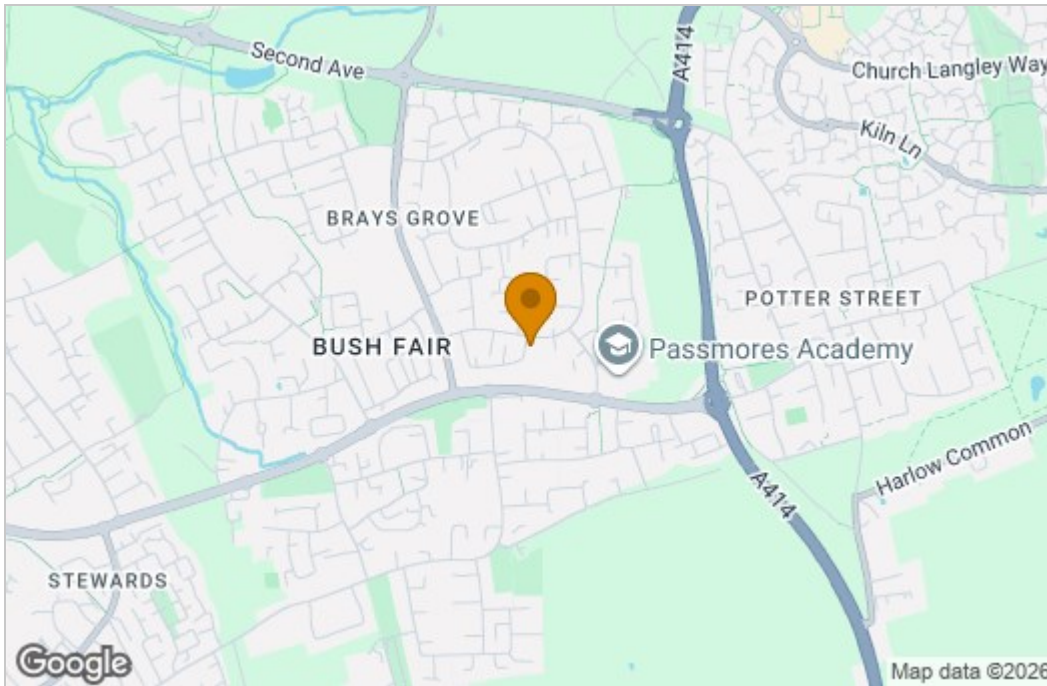 Second Ave
A414
Church Langley Way
Kiln Ln
BRAYS GROVE
POTTER STREET
BUSH FAIR
Passmores Academy
Harlow Common
A414
STEWARDS
Google
Map data ©2026